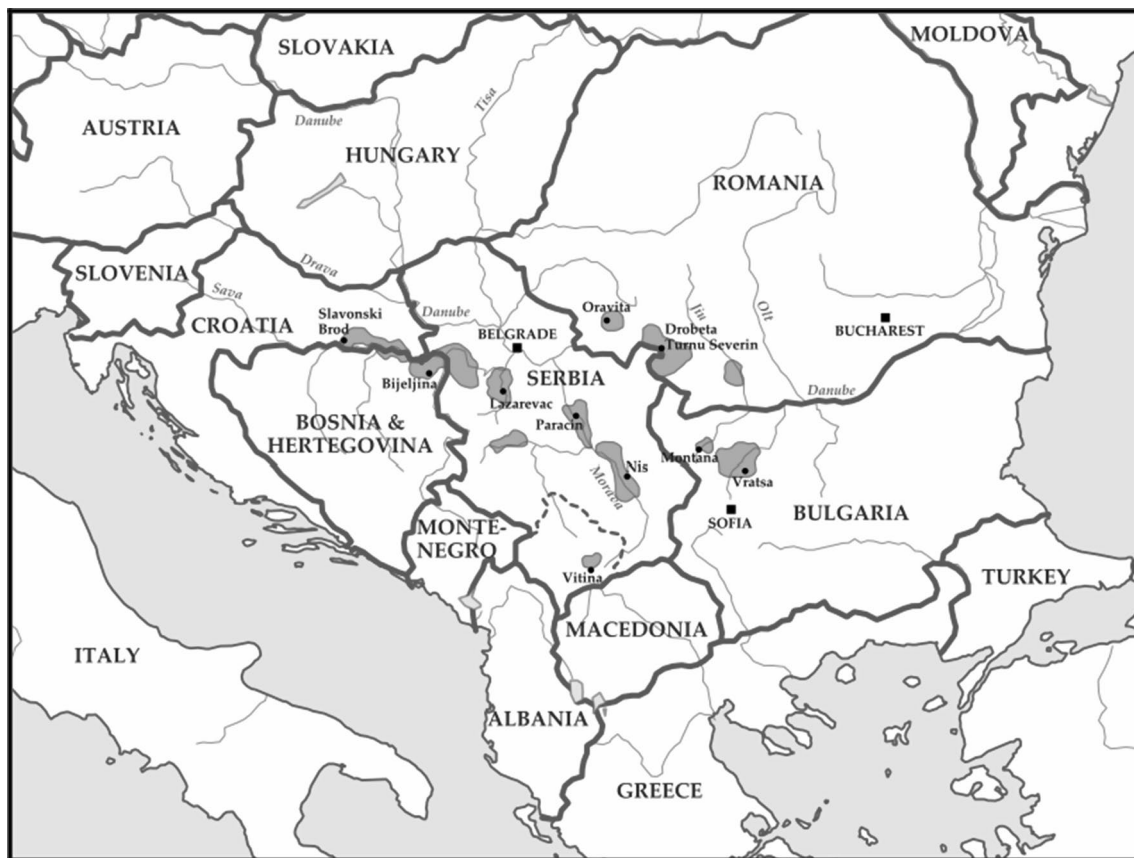 SLOVAKIA
MOLDOVA
AUSTRIA
Danube
Tisa
HUNGARY
ROMANIA
SLOVENIA
Drava
Sava
Danube
CROATIA
Slavonski
Brod
BELGRADE
Oravita
Jiu
Olt
Drobeta
Turnu Severin
BUCHAREST
Bijeljina
SERBIA
Lazarevac
Danube
BOSNIA &
HERTEGOVINA
Paracin
Montana
Nis
Vratsa
Morava
SOFIA
BULGARIA
MONTE-
NEGRO
Vitina
TURKEY
MACEDONIA
ITALY
ALBANIA
GREECE